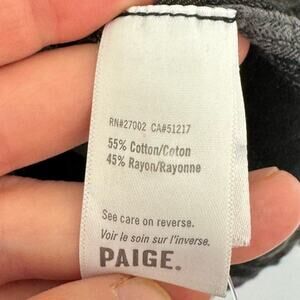 RN#27002 CA#51217
55% Cotton/Coton
45% Rayon/Rayonne
See care on reverse.
Voir le soin sur l'inverse.
PAIGE.